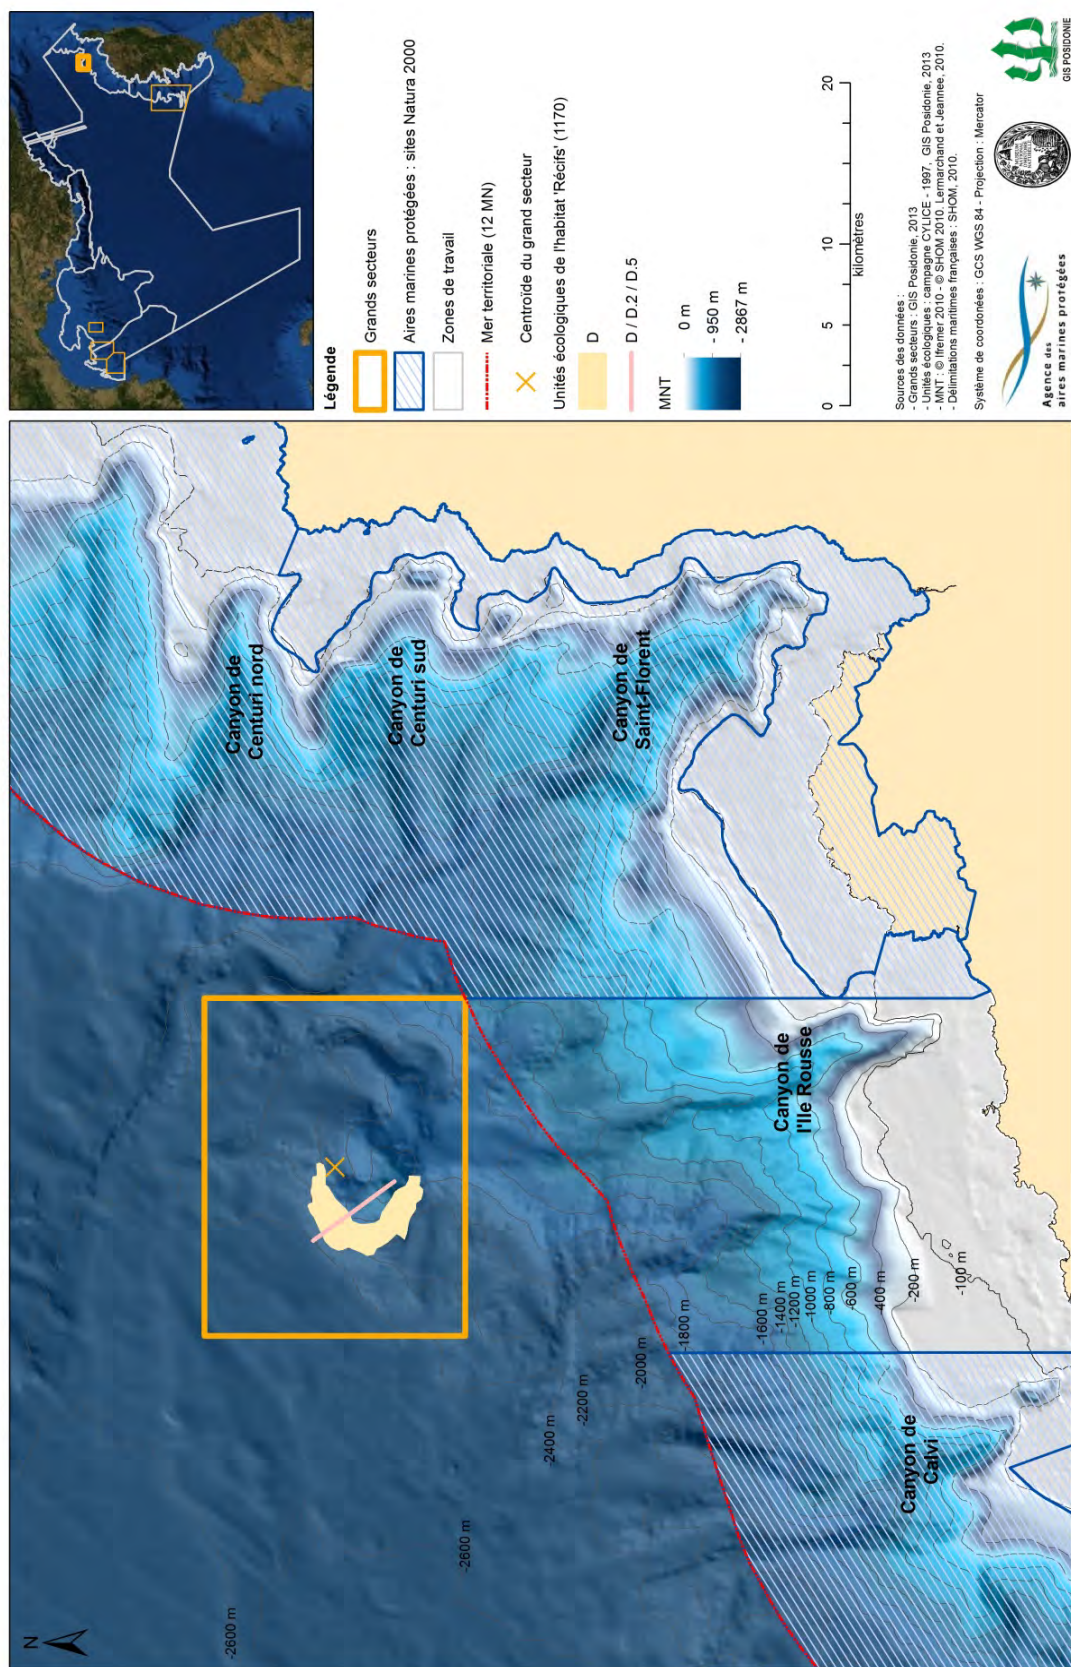 N
-2600 m
-2600 m
-2400 m
-2200 m
-2000 m
-1800 m
-1600 m
-1400 m
-1200 m
-1000 m
-800 m
-600 m
-400 m
-200 m
-100 m
Canyon de
Calvi
Canyon de
l'Ile Rousse
Canyon de
Saint-Florent
Canyon de
Centuri sud
Canyon de
Centuri nord
Légende
Grands secteurs
Aires marines protégées : sites Natura 2000
Zones de travail
Mer territoriale (12 MN)
Centroïde du grand secteur
Unités écologiques de l'habitat 'Récifs' (1170)
D
D / D.2 / D.5
MNT
0 m
- 950 m
- 2867 m
0 5 10 20
kilomètres
Sources des données :
- Grands secteurs : GIS Posidonie, 2013
- Unités écologiques : campagne CYLICE - 1997, GIS Posidonie, 2013
- MNT : © Ifremer 2010 - © SHOM 2010. Lermarchand et Jeannee, 2010.
- Délimitations maritimes françaises : SHOM, 2010.
Système de coordonées : GCS WGS 84 - Projection : Mercator
Agence des
aires marines protégées
GIS POSIDONIE